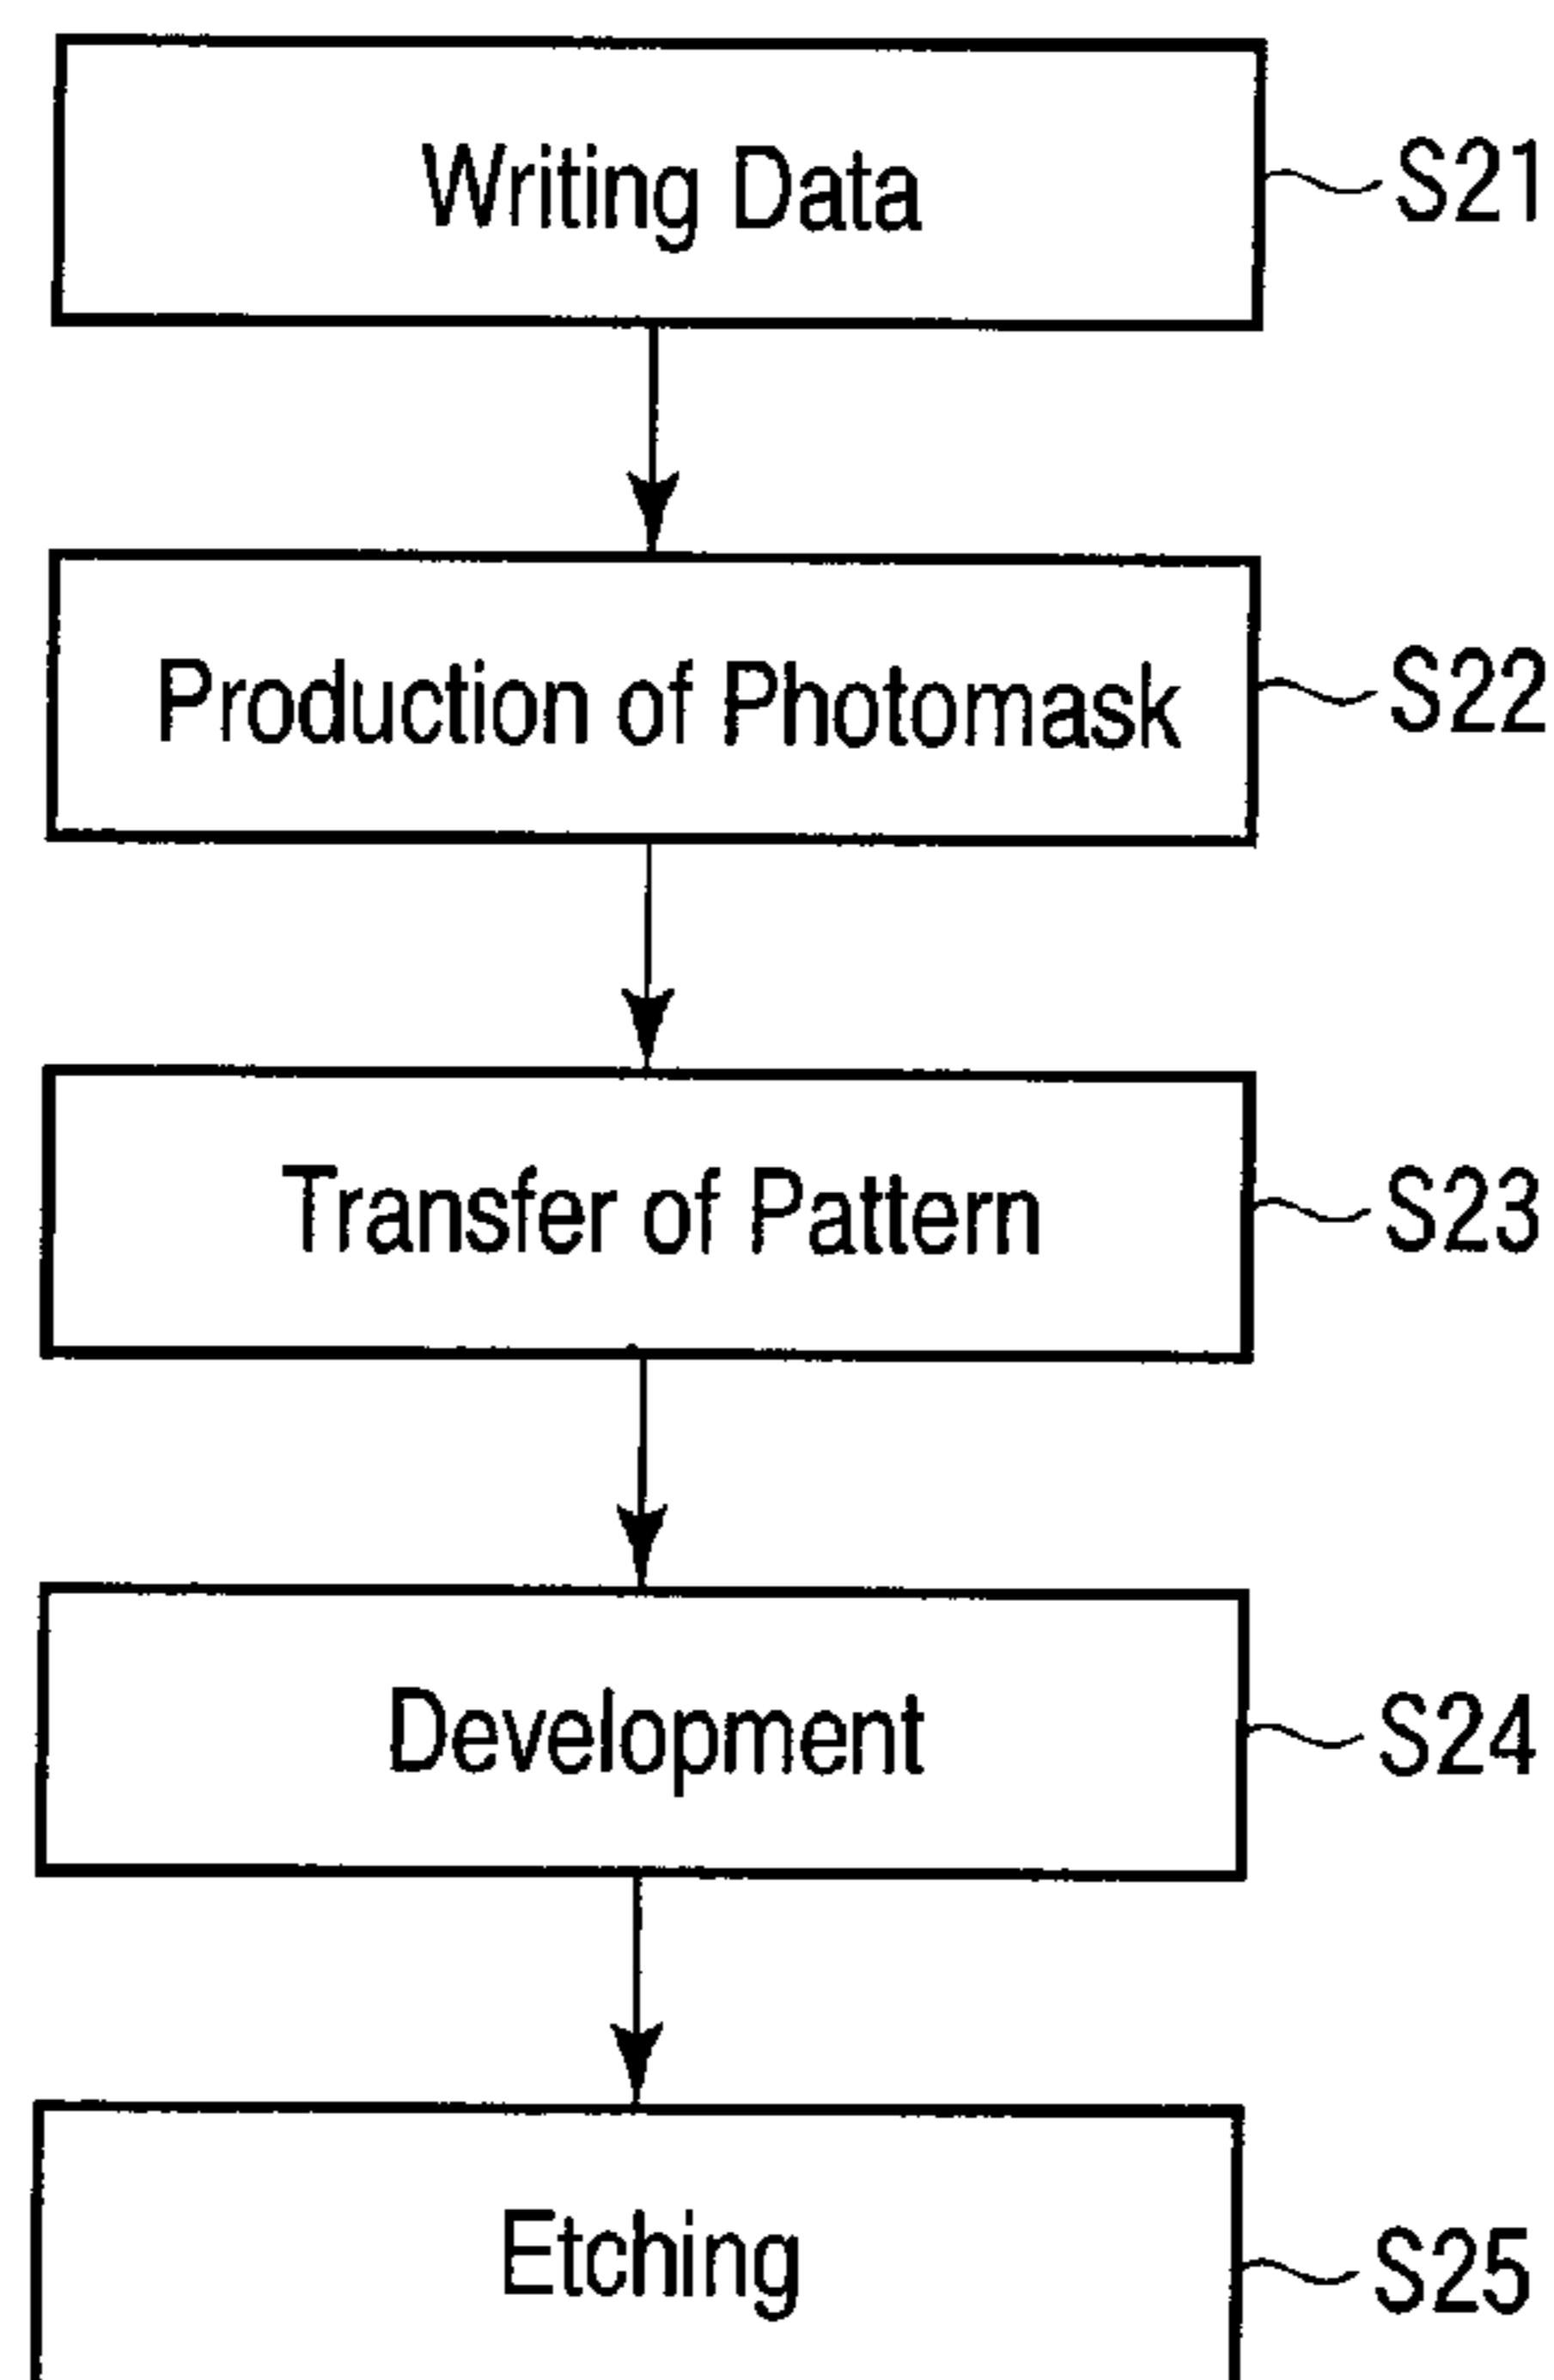 Writing Data S21
Production of Photomask S22
Transfer of Pattern S23
Development S24
Etching S25